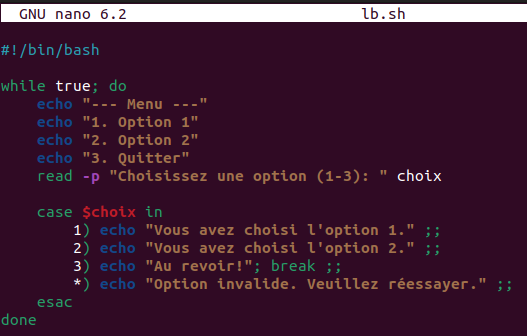 GNU nano 6.2 lb.sh
#!/bin/bash
while true; do
    echo "--- Menu ---"
    echo "1. Option 1"
    echo "2. Option 2"
    echo "3. Quitter"
    read -p "Choisissez une option (1-3): " choix
    case $choix in
        1) echo "Vous avez choisi l'option 1." ;;
        2) echo "Vous avez choisi l'option 2." ;;
        3) echo "Au revoir!"; break ;;
        *) echo "Option invalide. Veuillez réessayer." ;;
    esac
done